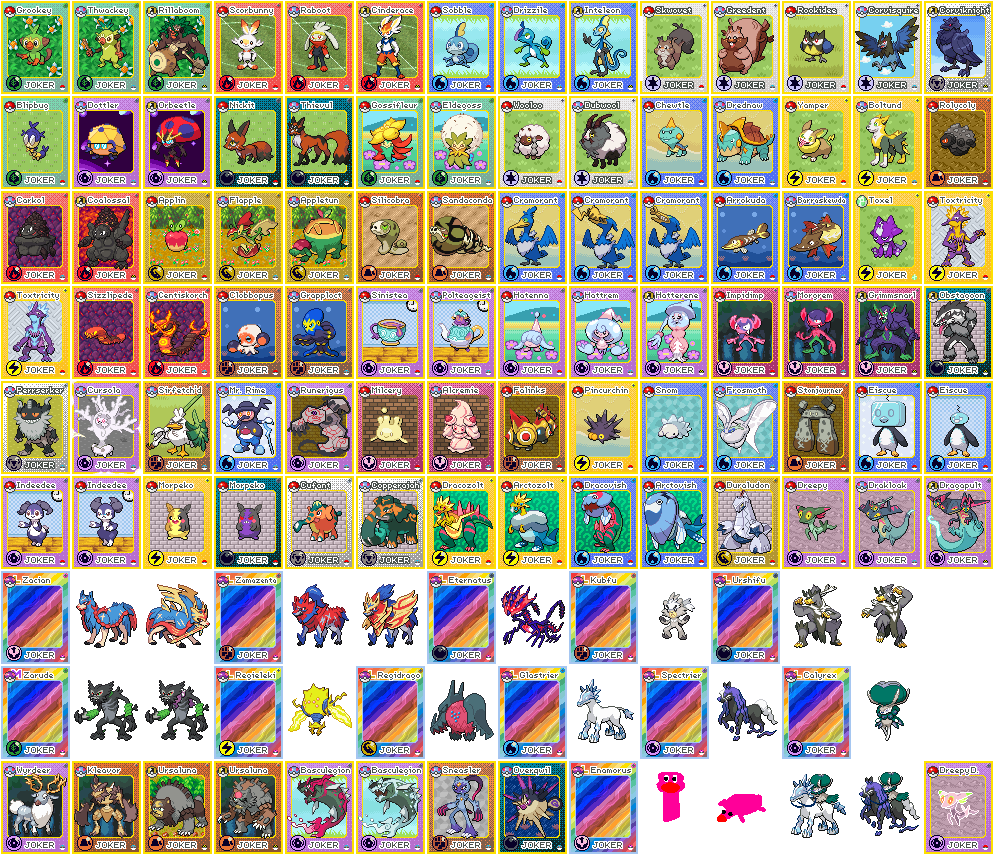 Grookey Thwackey Rillaboom Scorbunny Raboot Cinderace Sobble Drizzile Inteleon Skwovet Greedent Rookidee Corvisquire Corviknight
JOKER JOKER JOKER JOKER JOKER JOKER JOKER JOKER JOKER JOKER JOKER JOKER JOKER JOKER
Blipbug Dottler Orbeetle Nickit Thievul Gossifleur Eldegoss Wooloo Dubwool Chewtle Drednaw Yamper Boltund Rolycoly
JOKER JOKER JOKER JOKER JOKER JOKER JOKER JOKER JOKER JOKER JOKER JOKER JOKER JOKER
Carkol Coalossal Applin Flapple Appletun Silicobra Sandaconda Cramorant Cramorant Cramorant Arrokuda Barraskewda Toxel Toxtricity
JOKER JOKER JOKER JOKER JOKER JOKER JOKER JOKER JOKER JOKER JOKER JOKER JOKER JOKER
Toxtricity Sizzlipede Centiskorch Clobbopus Grapploct Sinistea Polteageist Hatenna Hattrem Hatterene Impidimp Morgrem Grimmsnarl Obstagoon
JOKER JOKER JOKER JOKER JOKER JOKER JOKER JOKER JOKER JOKER JOKER JOKER JOKER JOKER
Perrserker Cursola Sirfetchd Mr. Rime Runerigus Milcery Alcremie Falinks Pincurchin Snom Frosmoth Stonjourner Eiscue Eiscue
JOKER JOKER JOKER JOKER JOKER JOKER JOKER JOKER JOKER JOKER JOKER JOKER JOKER JOKER
Indeedee Indeedee Morpeko Morpeko Cufant Copperajah Dracozolt Arctozolt Dracovish Arctovish Duraludon Dreepy Drakloak Dragapult
JOKER JOKER JOKER JOKER JOKER JOKER JOKER JOKER JOKER JOKER JOKER JOKER JOKER JOKER
Zacian Zamazenta Eternatus Kubfu Urshifu
JOKER JOKER JOKER JOKER JOKER
Zarude Regieleki Regidrago Glastrier Spectrier Calyrex
JOKER JOKER JOKER JOKER JOKER JOKER
Wyrdeer Kleavor Ursaluna Ursaluna Basculegion Basculegion Sneasler Overqwil Enamorus DreepyD.
JOKER JOKER JOKER JOKER JOKER JOKER JOKER JOKER JOKER JOKER